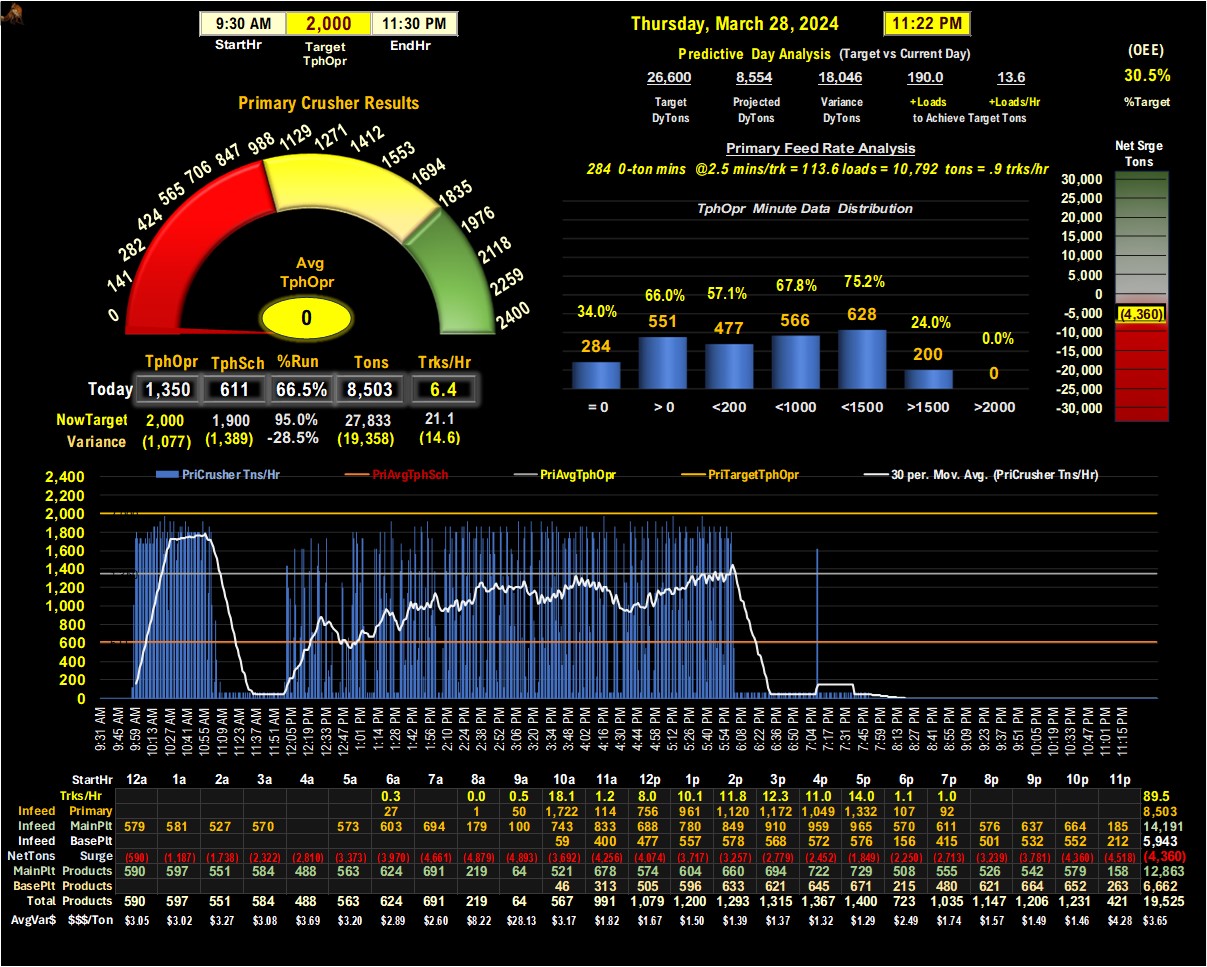 9:30 AM 2,000 11:30 PM
StartHr Target TphOpr EndHr
Thursday, March 28, 2024 11:22 PM
Predictive Day Analysis (Target vs Current Day)
26,600 8,554 18,046 190.0 13.6
Target DyTons Projected DyTons Variance DyTons +Loads +Loads/Hr
to Achieve Target Tons
(OEE)
30.5%
%Target
Primary Crusher Results
0 141 282 424 565 706 847 988 1129 1271 1412 1553 1694 1835 1976 2118 2259 2400
Avg
TphOpr
0
TphOpr TphSch %Run Tons Trks/Hr
Today 1,350 611 66.5% 8,503 6.4
NowTarget 2,000 1,900 95.0% 27,833 21.1
Variance (1,077) (1,389) -28.5% (19,358) (14.6)
Primary Feed Rate Analysis
284 0-ton mins @2.5 mins/trk = 113.6 loads = 10,792 tons = .9 trks/hr
TphOpr Minute Data Distribution
34.0% 66.0% 57.1% 67.8% 75.2% 24.0% 0.0%
284 551 477 566 628 200 0
= 0 > 0 <200 <1000 <1500 >1500 >2000
Net Srge
Tons
30,000
25,000
20,000
15,000
10,000
5,000
0
-5,000 (4,360)
-10,000
-15,000
-20,000
-25,000
-30,000
PriCrusher Tns/Hr PriAvgTphSch PriAvgTphOpr PriTargetTphOpr 30 per. Mov. Avg. (PriCrusher Tns/Hr)
2,400
2,200
2,000
1,800
1,600
1,400
1,200
1,000
800
600
400
200
0
9:31 AM 9:45 AM 9:59 AM 10:13 AM 10:27 AM 10:41 AM 10:55 AM 11:09 AM 11:23 AM 11:37 AM 11:51 AM 12:05 PM 12:19 PM 12:33 PM 12:47 PM 1:01 PM 1:14 PM 1:28 PM 1:42 PM 1:56 PM 2:10 PM 2:24 PM 2:38 PM 2:52 PM 3:06 PM 3:20 PM 3:34 PM 3:48 PM 4:02 PM 4:16 PM 4:30 PM 4:44 PM 4:58 PM 5:12 PM 5:26 PM 5:40 PM 5:54 PM 6:08 PM 6:22 PM 6:36 PM 6:50 PM 7:04 PM 7:17 PM 7:31 PM 7:45 PM 7:59 PM 8:13 PM 8:27 PM 8:41 PM 8:55 PM 9:09 PM 9:23 PM 9:37 PM 9:51 PM 10:05 PM 10:19 PM 10:33 PM 10:47 PM 11:01 PM 11:15 PM
StartHr 12a 1a 2a 3a 4a 5a 6a 7a 8a 9a 10a 11a 12p 1p 2p 3p 4p 5p 6p 7p 8p 9p 10p 11p
Trks/Hr 0.3 0.0 0.5 18.1 1.2 8.0 10.1 11.8 12.3 11.0 14.0 1.1 1.0 89.5
Infeed Primary 27 1 50 1,722 114 756 961 1,120 1,172 1,049 1,332 107 92 8,503
Infeed MainPlt 579 581 527 570 573 603 694 179 100 743 833 688 780 849 910 959 965 570 611 576 637 664 185 14,191
Infeed BasePlt 59 400 477 557 578 568 572 576 156 415 501 532 552 212 5,943
NetTons Surge (590) (1,187) (1,738) (2,322) (2,810) (3,373) (3,970) (4,661) (4,879) (4,893) (3,692) (4,256) (4,074) (3,717) (3,257) (2,779) (2,452) (1,849) (2,250) (2,713) (3,239) (3,781) (4,360) (4,518) (4,360)
MainPlt Products 590 597 551 584 488 563 624 691 219 64 521 678 574 604 660 694 722 729 508 555 526 542 579 158 12,863
BasePlt Products 46 313 505 596 633 621 645 671 215 480 621 664 652 263 6,662
Total Products 590 597 551 584 488 563 624 691 219 64 567 991 1,079 1,200 1,293 1,315 1,367 1,400 723 1,035 1,147 1,206 1,231 421 19,525
AvgVar$ $$$/Ton $3.05 $3.02 $3.27 $3.08 $3.69 $3.20 $2.89 $2.60 $8.22 $28.13 $3.17 $1.82 $1.67 $1.50 $1.39 $1.37 $1.32 $1.29 $2.49 $1.74 $1.57 $1.49 $1.46 $4.28 $3.65